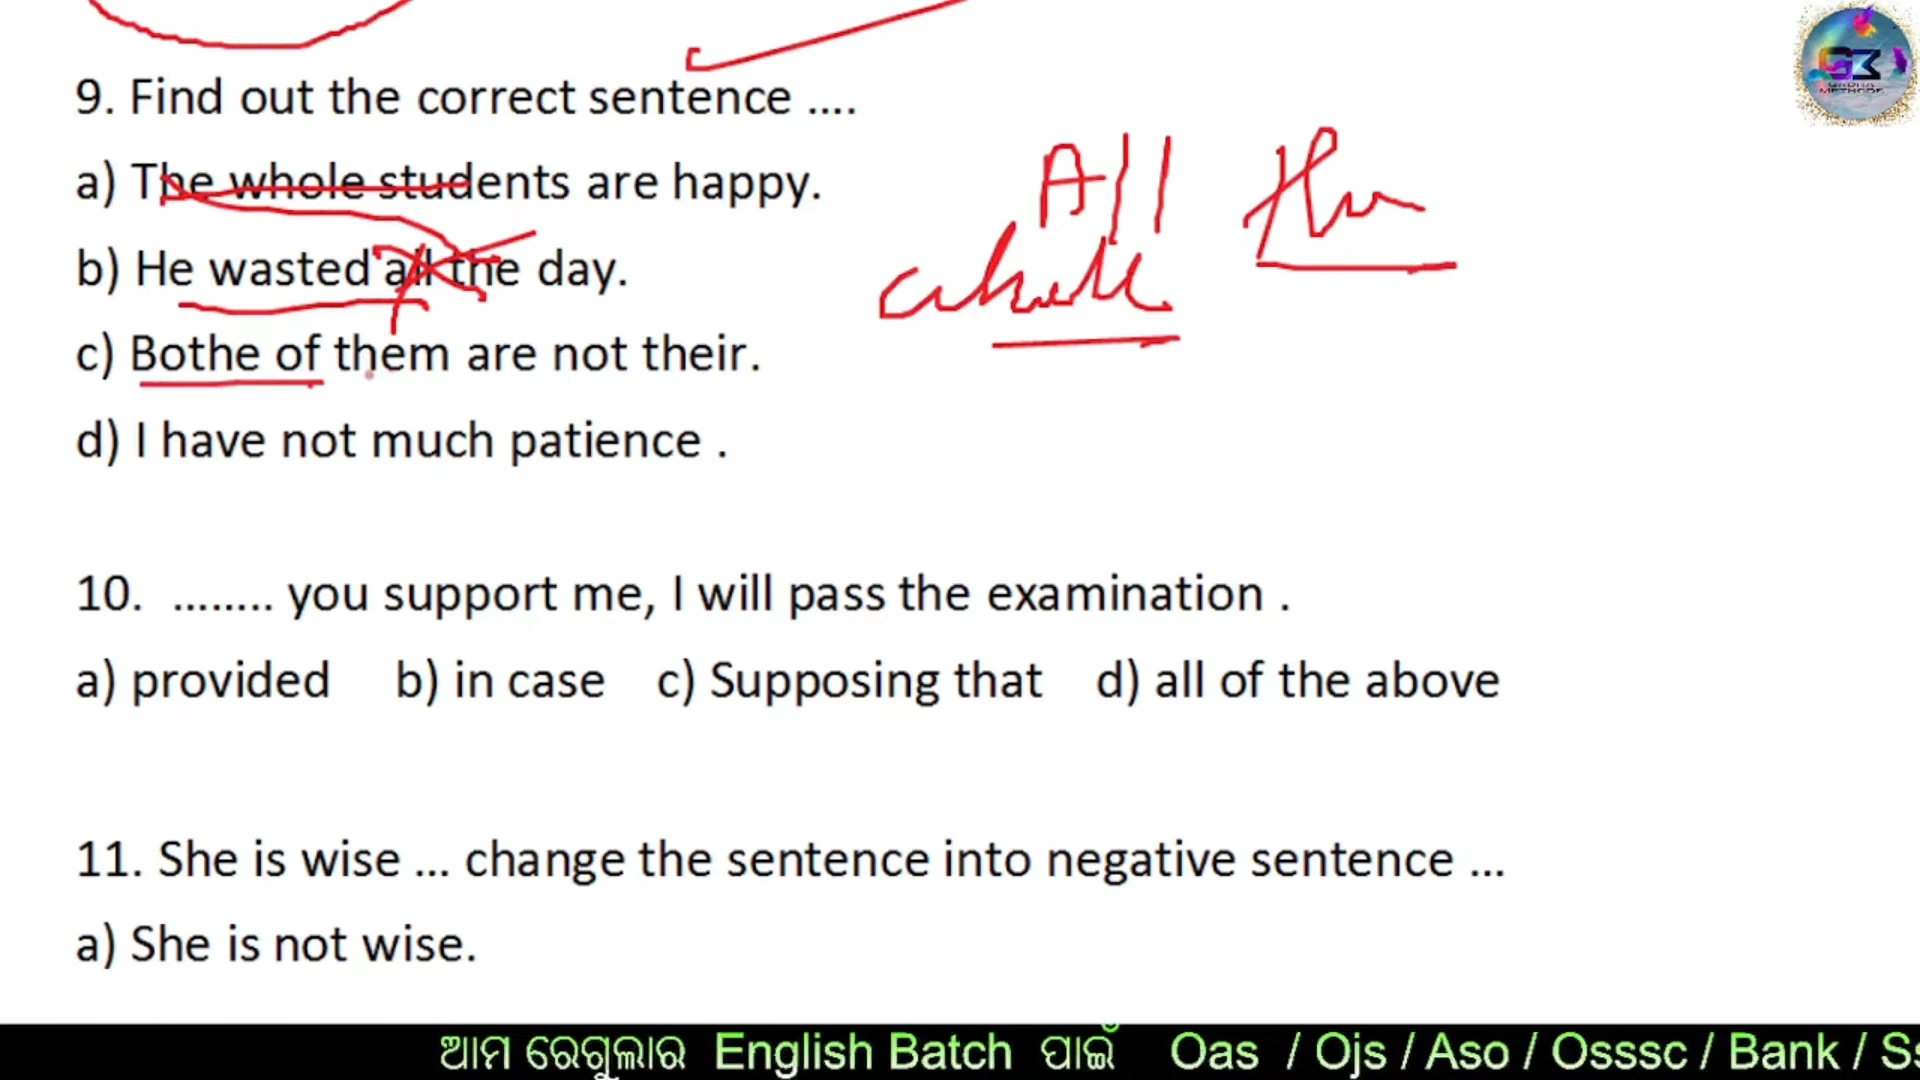 9. Find out the correct sentence ....
a) The whole students are happy.
All the
b) He wasted all the day.
whole
c) Bothe of them are not their.
d) I have not much patience .
10. ........ you support me, I will pass the examination .
a) provided b) in case c) Supposing that d) all of the above
11. She is wise ... change the sentence into negative sentence ...
a) She is not wise.
ଆମ ରେଗୁଲାର English Batch ପାଇଁ Oas / Ojs / Aso / Osssc / Bank / Ss